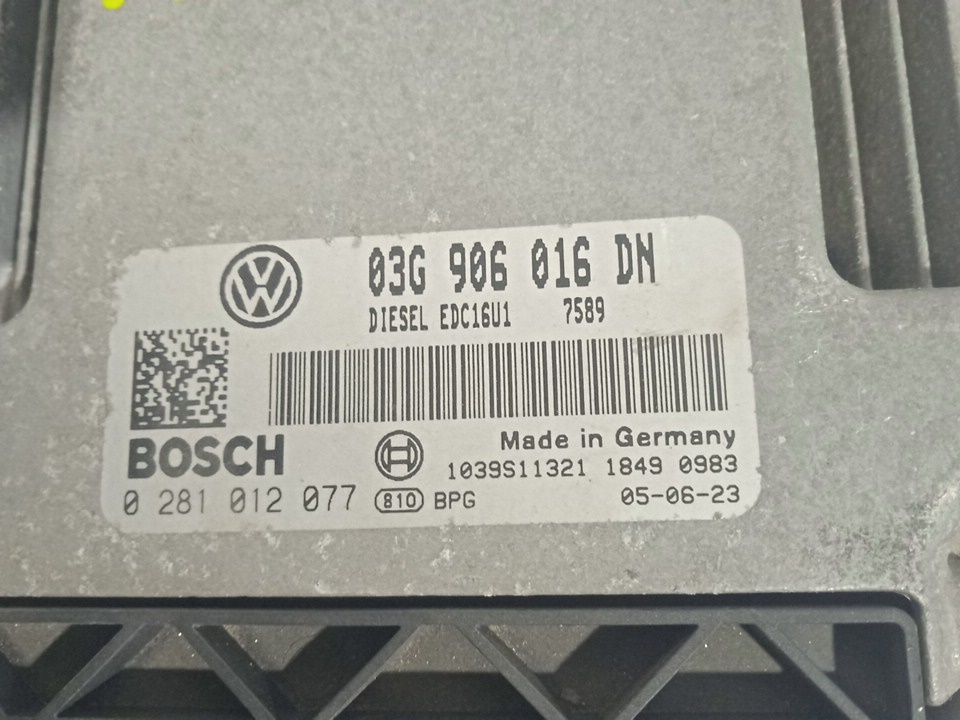 03G 906 016 DN
DIESEL EDC16U1 7589
BOSCH
Made in Germany
1039S11321 1849 0983
0 281 012 077 810 BPG 05-06-23